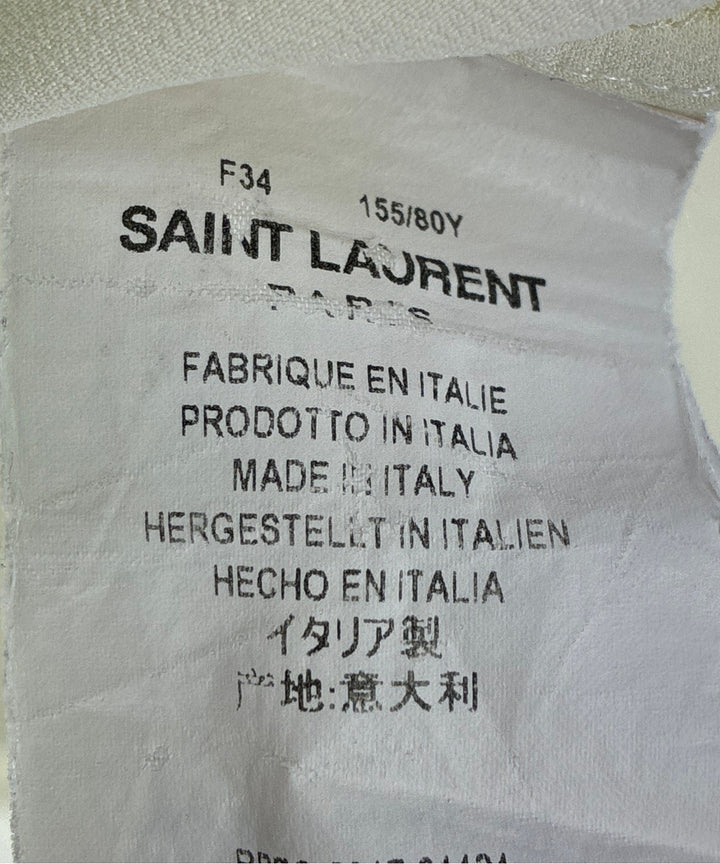 F34 155/80Y
SAINT LAURENT
PARIS
FABRIQUE EN ITALIE
PRODOTTO IN ITALIA
MADE IN ITALY
HERGESTELLT IN ITALIEN
HECHO EN ITALIA
イタリア製
产地:意大利